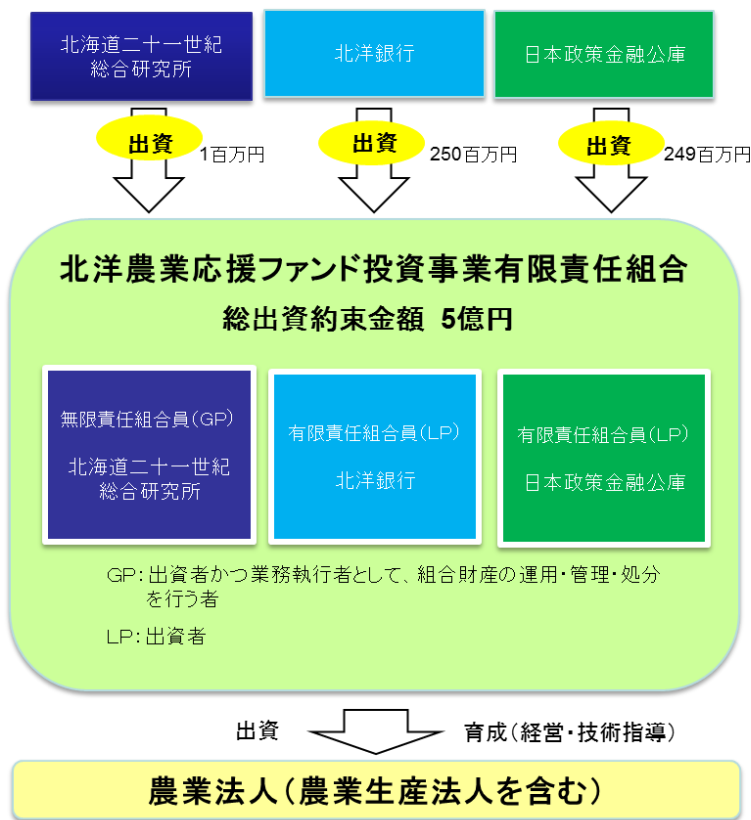 北海道二十一世紀
総合研究所
北洋銀行
日本政策金融公庫
出資
1百万円
出資
250百万円
出資
249百万円
北洋農業応援ファンド投資事業有限責任組合
総出資約束金額 5億円
無限責任組合員(GP)
北海道二十一世紀
総合研究所
有限責任組合員(LP)
北洋銀行
有限責任組合員(LP)
日本政策金融公庫
GP:出資者かつ業務執行者として、組合財産の運用・管理・処分
を行う者
LP:出資者
出資
育成(経営・技術指導)
農業法人(農業生産法人を含む)